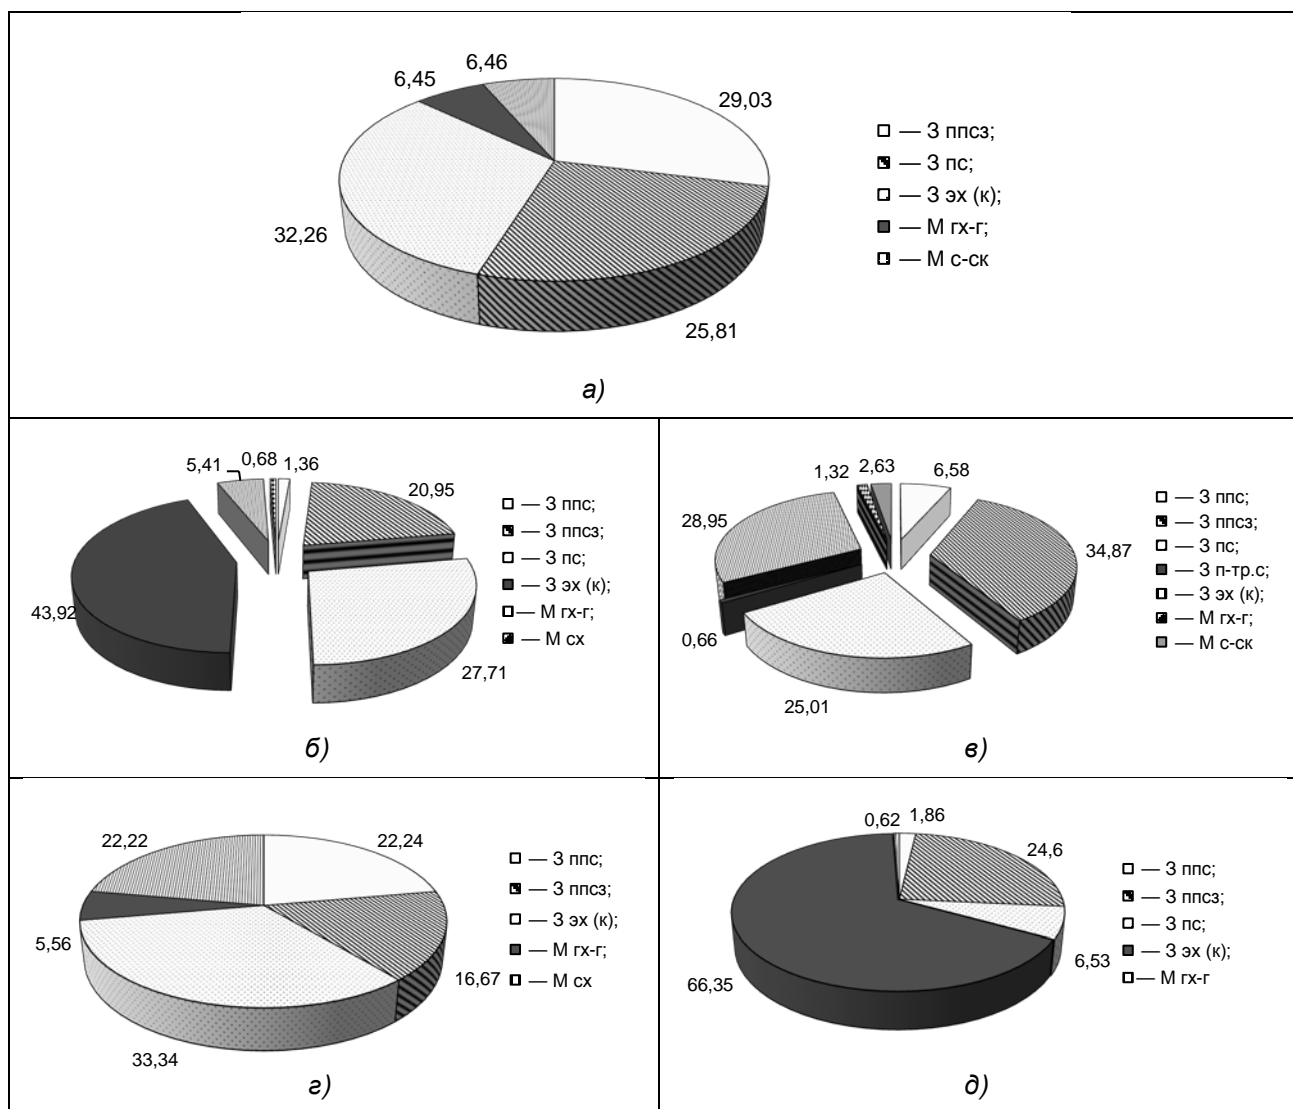 6,45
6,46
29,03
32,26
25,81
— З ппсз;
— З пс;
— З эх (к);
— М гх-г;
— М с-ск
а)
5,41
0,68
1,36
20,95
43,92
27,71
— З ппс;
— З ппсз;
— З пс;
— З эх (к);
— М гх-г;
— М сх
б)
1,32
2,63
6,58
28,95
34,87
0,66
25,01
— З ппс;
— З ппсз;
— З пс;
— З п-тр.с;
— З эх (к);
— М гх-г;
— М с-ск
в)
22,22
22,24
5,56
16,67
33,34
— З ппс;
— З ппсз;
— З эх (к);
— М гх-г;
— М сх
г)
0,62
1,86
24,6
6,53
66,35
— З ппс;
— З ппсз;
— З пс;
— З эх (к);
— М гх-г
д)